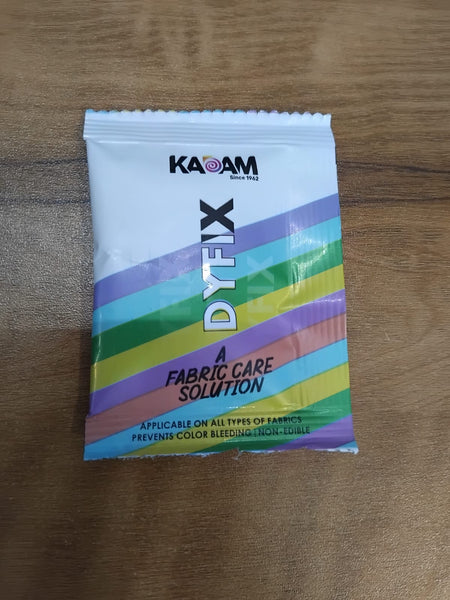 KADAM
Since 1962
DYFIX
A
FABRIC CARE
SOLUTION
APPLICABLE ON ALL TYPES OF FABRICS
PREVENTS COLOR BLEEDING | NON-EDIBLE